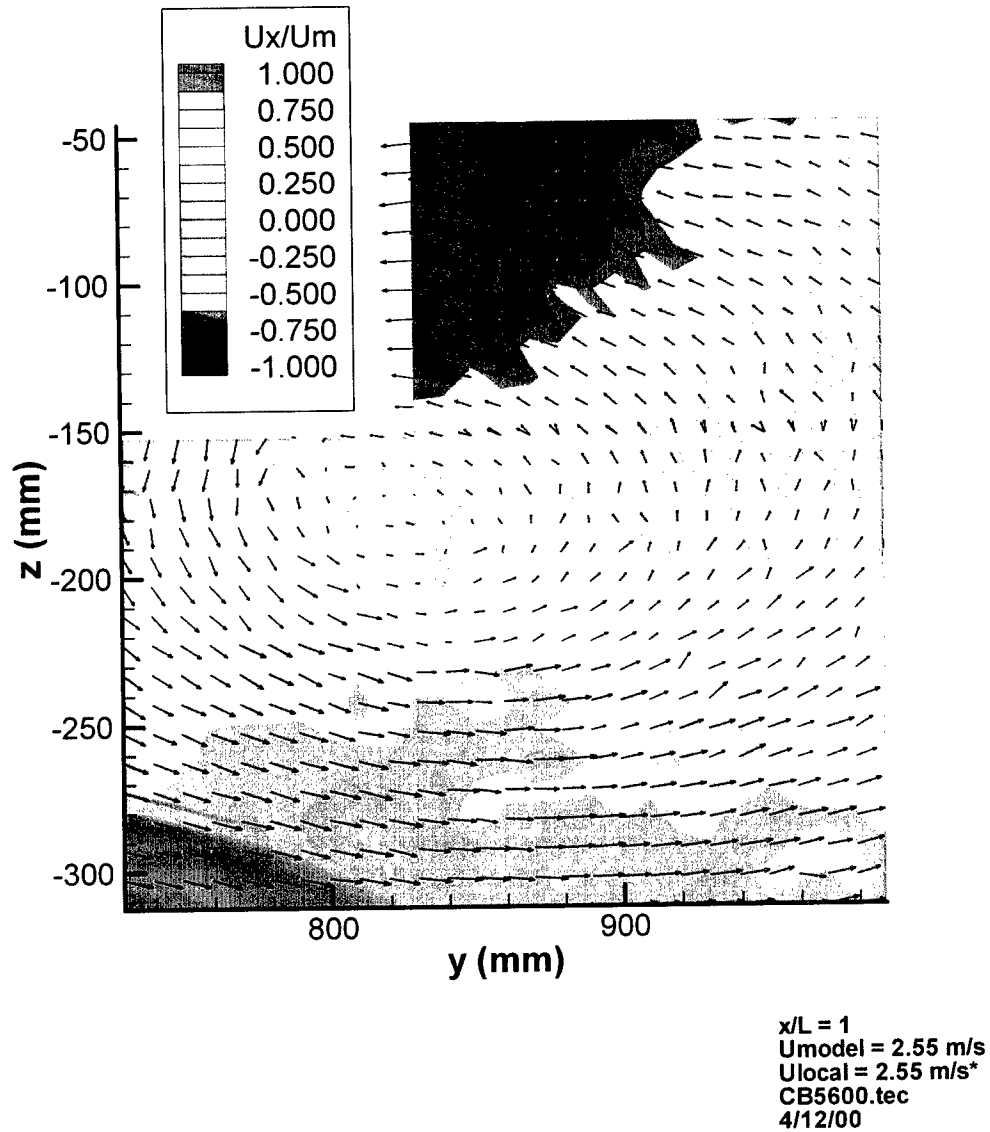 Ux/Um
1.000
0.750
0.500
0.250
0.000
-0.250
-0.500
-0.750
-1.000
-50
-100
-150
-200
-250
-300
z (mm)
800
900
y (mm)
x/L = 1
Umodel = 2.55 m/s
Ulocal = 2.55 m/s*
CB5600.tec
4/12/00